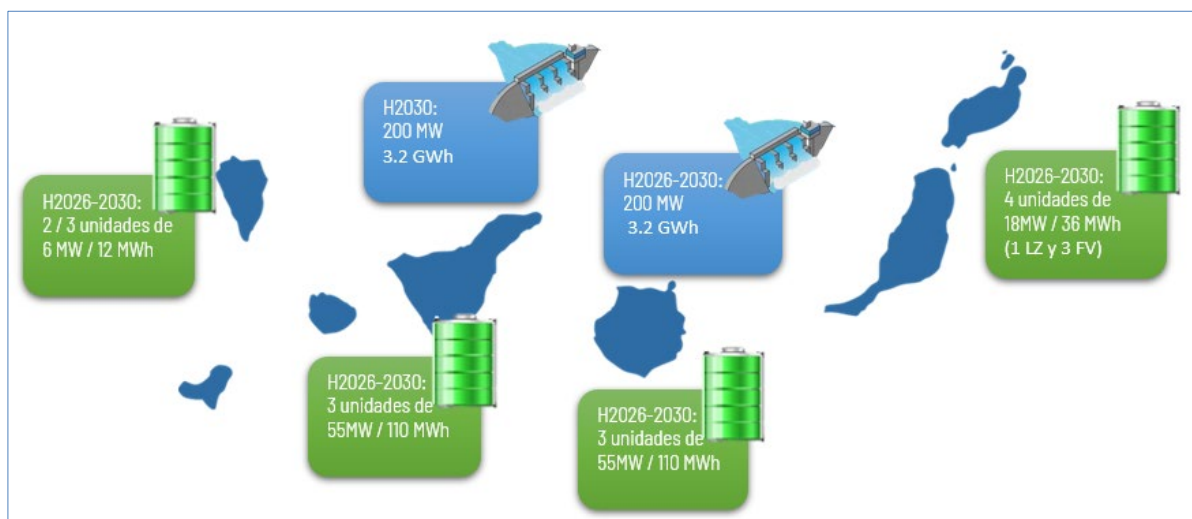 H2030:
200 MW
3.2 GWh
H2026-2030:
200 MW
3.2 GWh
H2026-2030:
4 unidades de
18MW / 36 MWh
(1 LZ y 3 FV)
H2026-2030:
2 / 3 unidades de
6 MW / 12 MWh
H2026-2030:
3 unidades de
55MW / 110 MWh
H2026-2030:
3 unidades de
55MW / 110 MWh